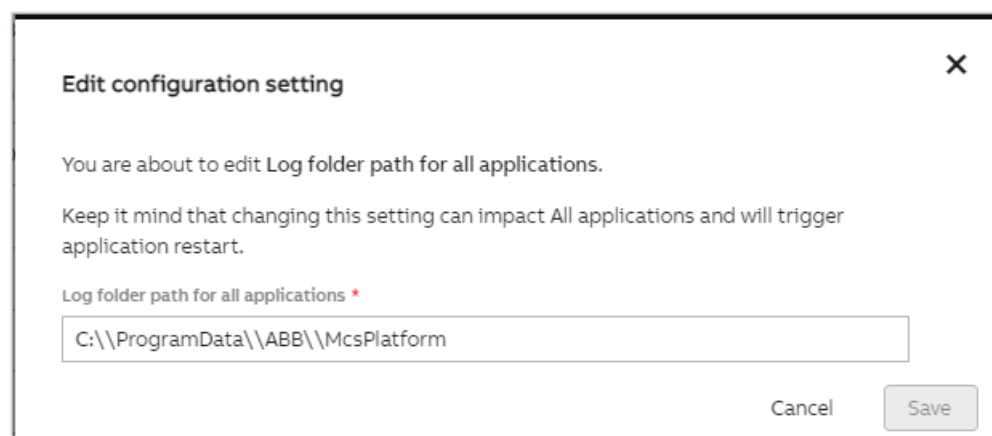 Edit configuration setting
You are about to edit Log folder path for all applications.
Keep it mind that changing this setting can impact All applications and will trigger
application restart.
Log folder path for all applications *
C:\\ProgramData\\ABB\\McsPlatform
Cancel
Save